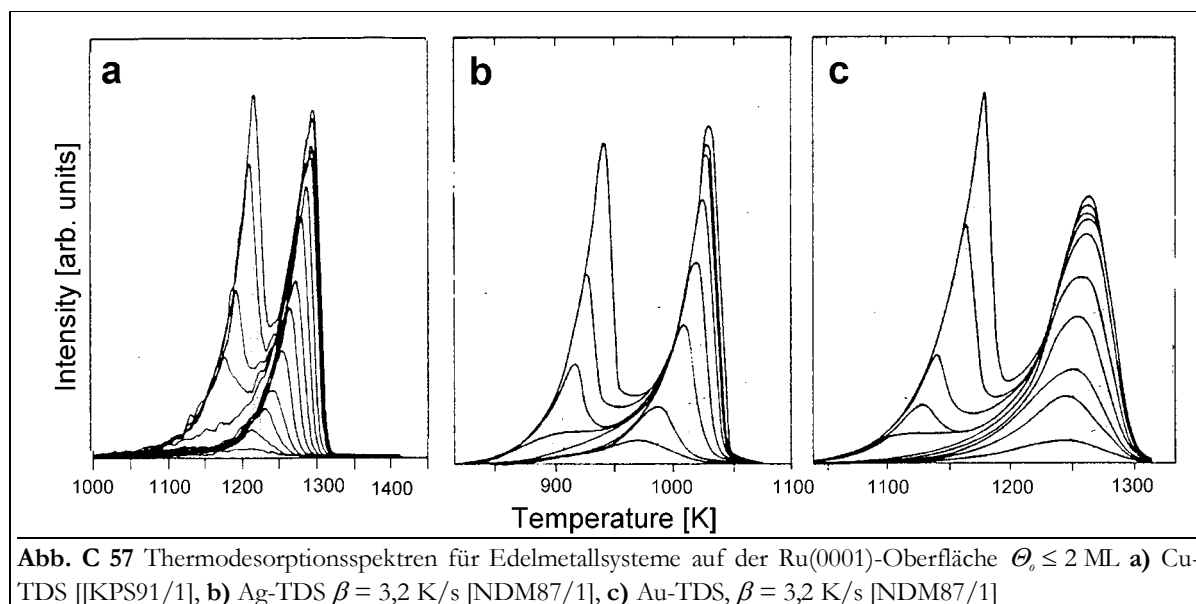 a
b
c
Intensity [arb. units]
1000 1100 1200 1300 1400
900 1000 1100
1100 1200 1300
Temperature [K]
Abb. C 57 Thermodesorptionsspektren für Edelmetallsysteme auf der Ru(0001)-Oberfläche Θₒ ≤ 2 ML a) Cu-
TDS [[KPS91/1], b) Ag-TDS β = 3,2 K/s [NDM87/1], c) Au-TDS, β = 3,2 K/s [NDM87/1]